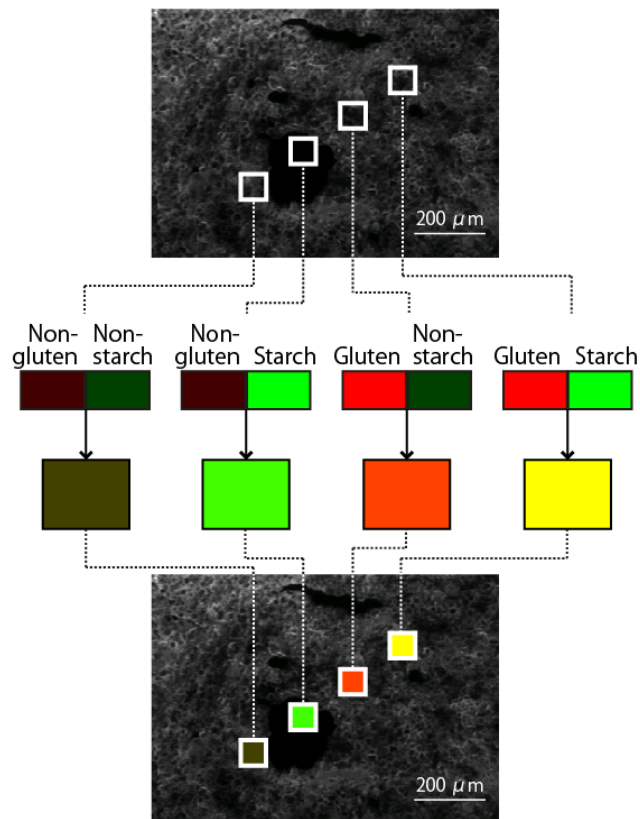 200 μm
Non-gluten Non-starch
Non-gluten Starch
Gluten Non-starch
Gluten Starch
200 μm